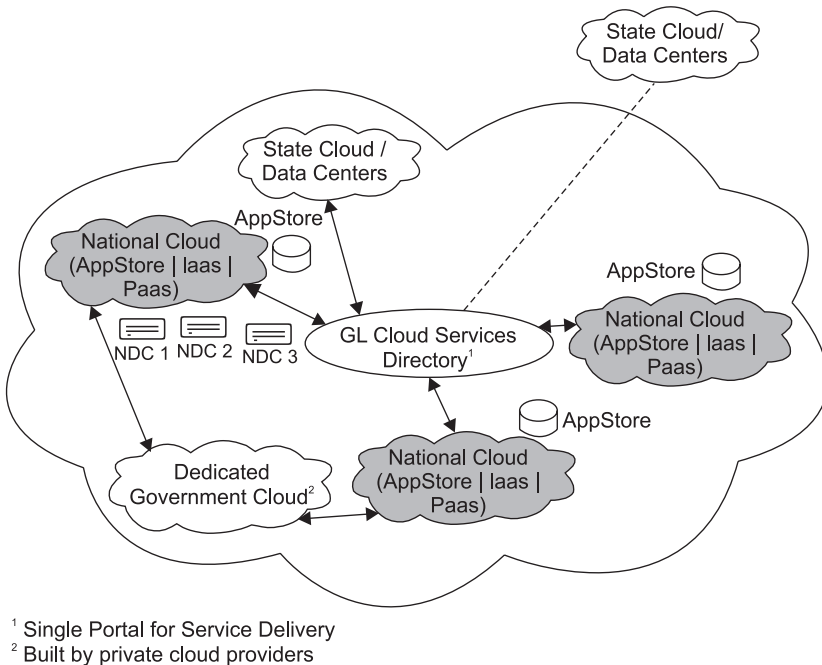 State Cloud/
Data Centers
State Cloud /
Data Centers
AppStore
National Cloud
(AppStore | Iaas |
Paas)
AppStore
National Cloud
(AppStore | Iaas |
Paas)
GL Cloud Services
Directory¹
NDC 1
NDC 2
NDC 3
AppStore
National Cloud
(AppStore | Iaas |
Paas)
Dedicated
Government Cloud²
¹ Single Portal for Service Delivery
² Built by private cloud providers